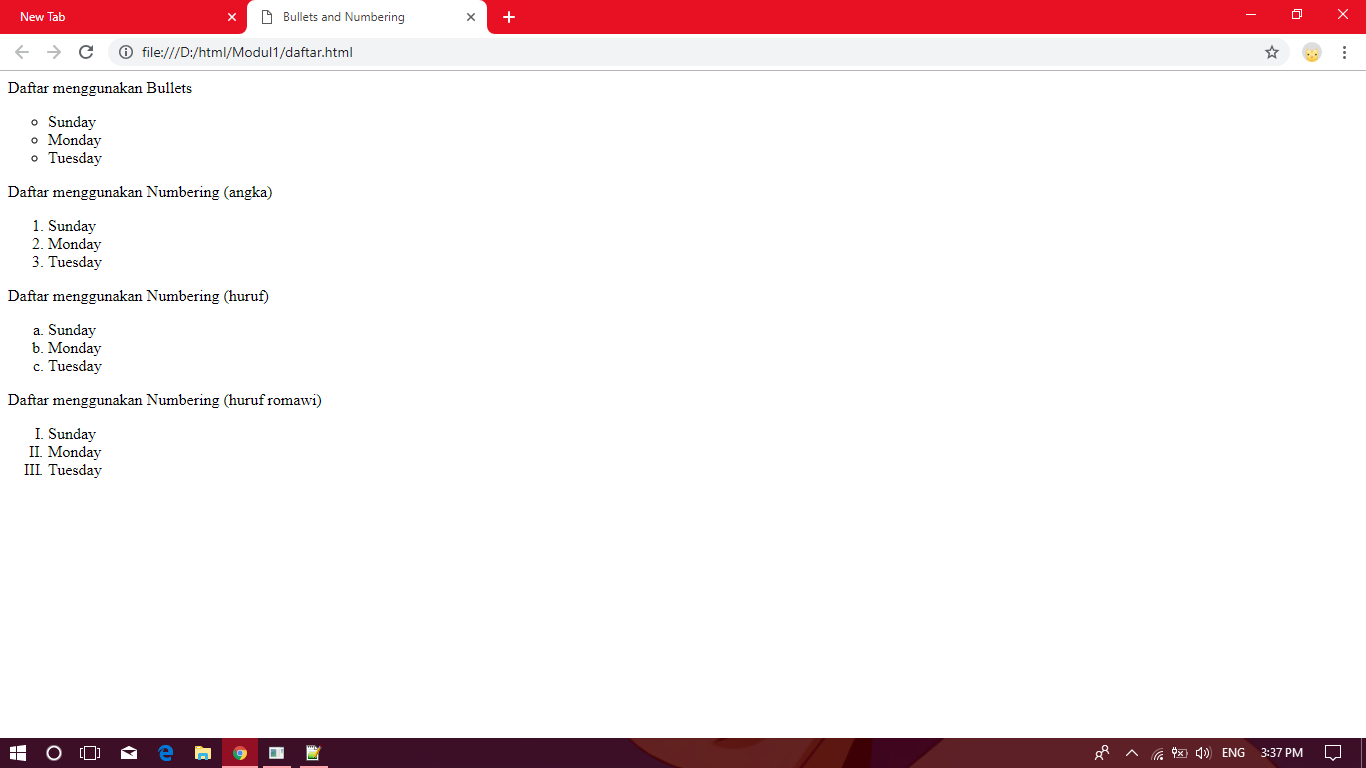 New Tab
Bullets and Numbering
file:///D:/html/Modul1/daftar.html
Daftar menggunakan Bullets
Sunday
Monday
Tuesday
Daftar menggunakan Numbering (angka)
1. Sunday
2. Monday
3. Tuesday
Daftar menggunakan Numbering (huruf)
a. Sunday
b. Monday
c. Tuesday
Daftar menggunakan Numbering (huruf romawi)
I. Sunday
II. Monday
III. Tuesday
ENG
3:37 PM